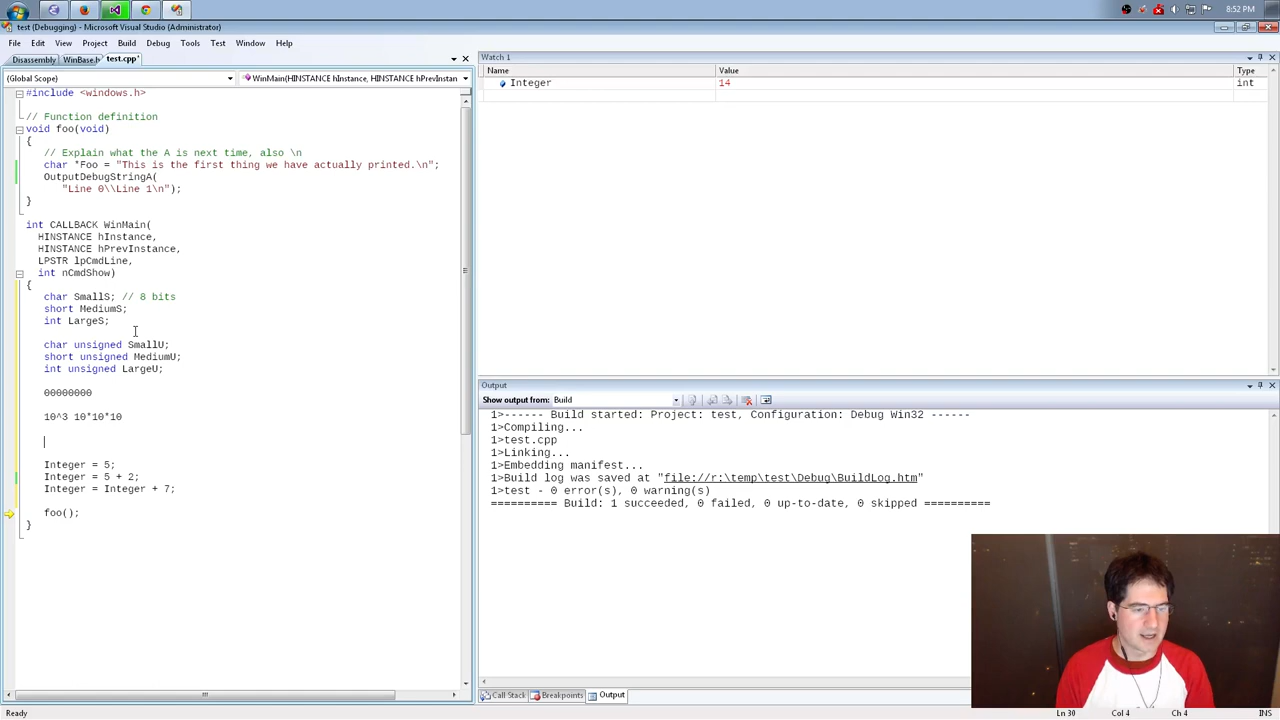 8:52 PM
test (Debugging) - Microsoft Visual Studio (Administrator)
File Edit View Project Build Debug Tools Test Window Help
Disassembly WinBase.h test.cpp*
(Global Scope) WinMain(HINSTANCE hInstance, HINSTANCE hPrevInstan
#include <windows.h>
// Function definition
void foo(void)
{
// Explain what the A is next time, also \n
char *Foo = "This is the first thing we have actually printed.\n";
OutputDebugStringA(
"Line 0\\Line 1\n");
}
int CALLBACK WinMain(
HINSTANCE hInstance,
HINSTANCE hPrevInstance,
LPSTR lpCmdLine,
int nCmdShow)
{
char SmallS; // 8 bits
short MediumS;
int LargeS;
char unsigned SmallU;
short unsigned MediumU;
int unsigned LargeU;
00000000
10^3 10*10*10
Integer = 5;
Integer = 5 + 2;
Integer = Integer + 7;
foo();
}
Watch 1
Name Value Type
Integer 14 int
Output
Show output from: Build
1>------ Build started: Project: test, Configuration: Debug Win32 ------
1>Compiling...
1>test.cpp
1>Linking...
1>Embedding manifest...
1>Build log was saved at "file://r:\temp\test\Debug\BuildLog.htm"
1>test - 0 error(s), 0 warning(s)
========== Build: 1 succeeded, 0 failed, 0 up-to-date, 0 skipped ==========
Call Stack Breakpoints Output
Ready Ln 30 Col 4 Ch 4 INS